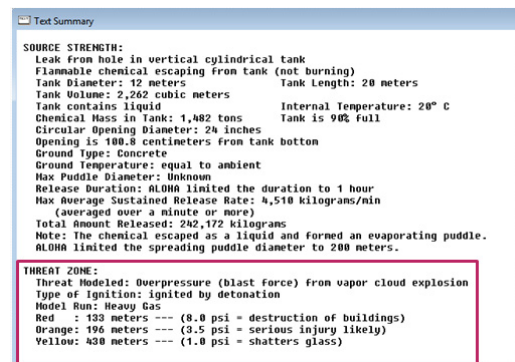 Text Summary
SOURCE STRENGTH:
Leak from hole in vertical cylindrical tank
Flammable chemical escaping from tank (not burning)
Tank Diameter: 12 meters Tank Length: 20 meters
Tank Volume: 2,262 cubic meters
Tank contains liquid Internal Temperature: 20° C
Chemical Mass in Tank: 1,482 tons Tank is 90% full
Circular Opening Diameter: 24 inches
Opening is 100.8 centimeters from tank bottom
Ground Type: Concrete
Ground Temperature: equal to ambient
Max Puddle Diameter: Unknown
Release Duration: ALOHA limited the duration to 1 hour
Max Average Sustained Release Rate: 4,510 kilograms/min
(averaged over a minute or more)
Total Amount Released: 242,172 kilograms
Note: The chemical escaped as a liquid and formed an evaporating puddle.
ALOHA limited the spreading puddle diameter to 200 meters.
THREAT ZONE:
Threat Modeled: Overpressure (blast force) from vapor cloud explosion
Type of Ignition: ignited by detonation
Model Run: Heavy Gas
Red : 133 meters --- (8.0 psi = destruction of buildings)
Orange: 196 meters --- (3.5 psi = serious injury likely)
Yellow: 430 meters --- (1.0 psi = shatters glass)